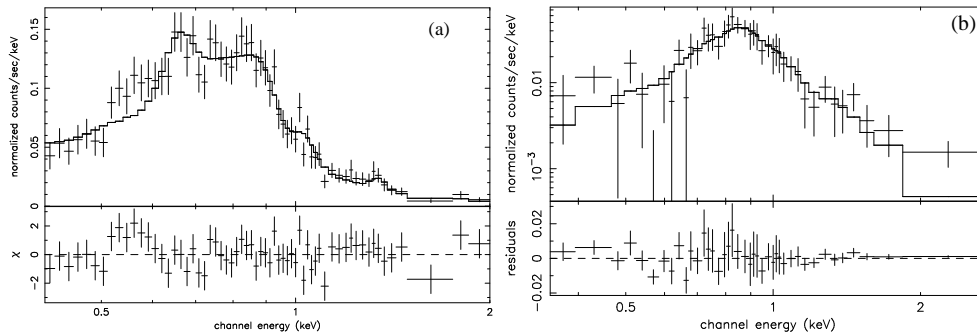 (a)
normalized counts/sec/keV
0.15
0.1
0.05
0
χ
2
0
−2
0.5
1
2
channel energy (keV)
(b)
normalized counts/sec/keV
0.01
10⁻³
residuals
0.02
0
−0.02
0.5
1
2
channel energy (keV)